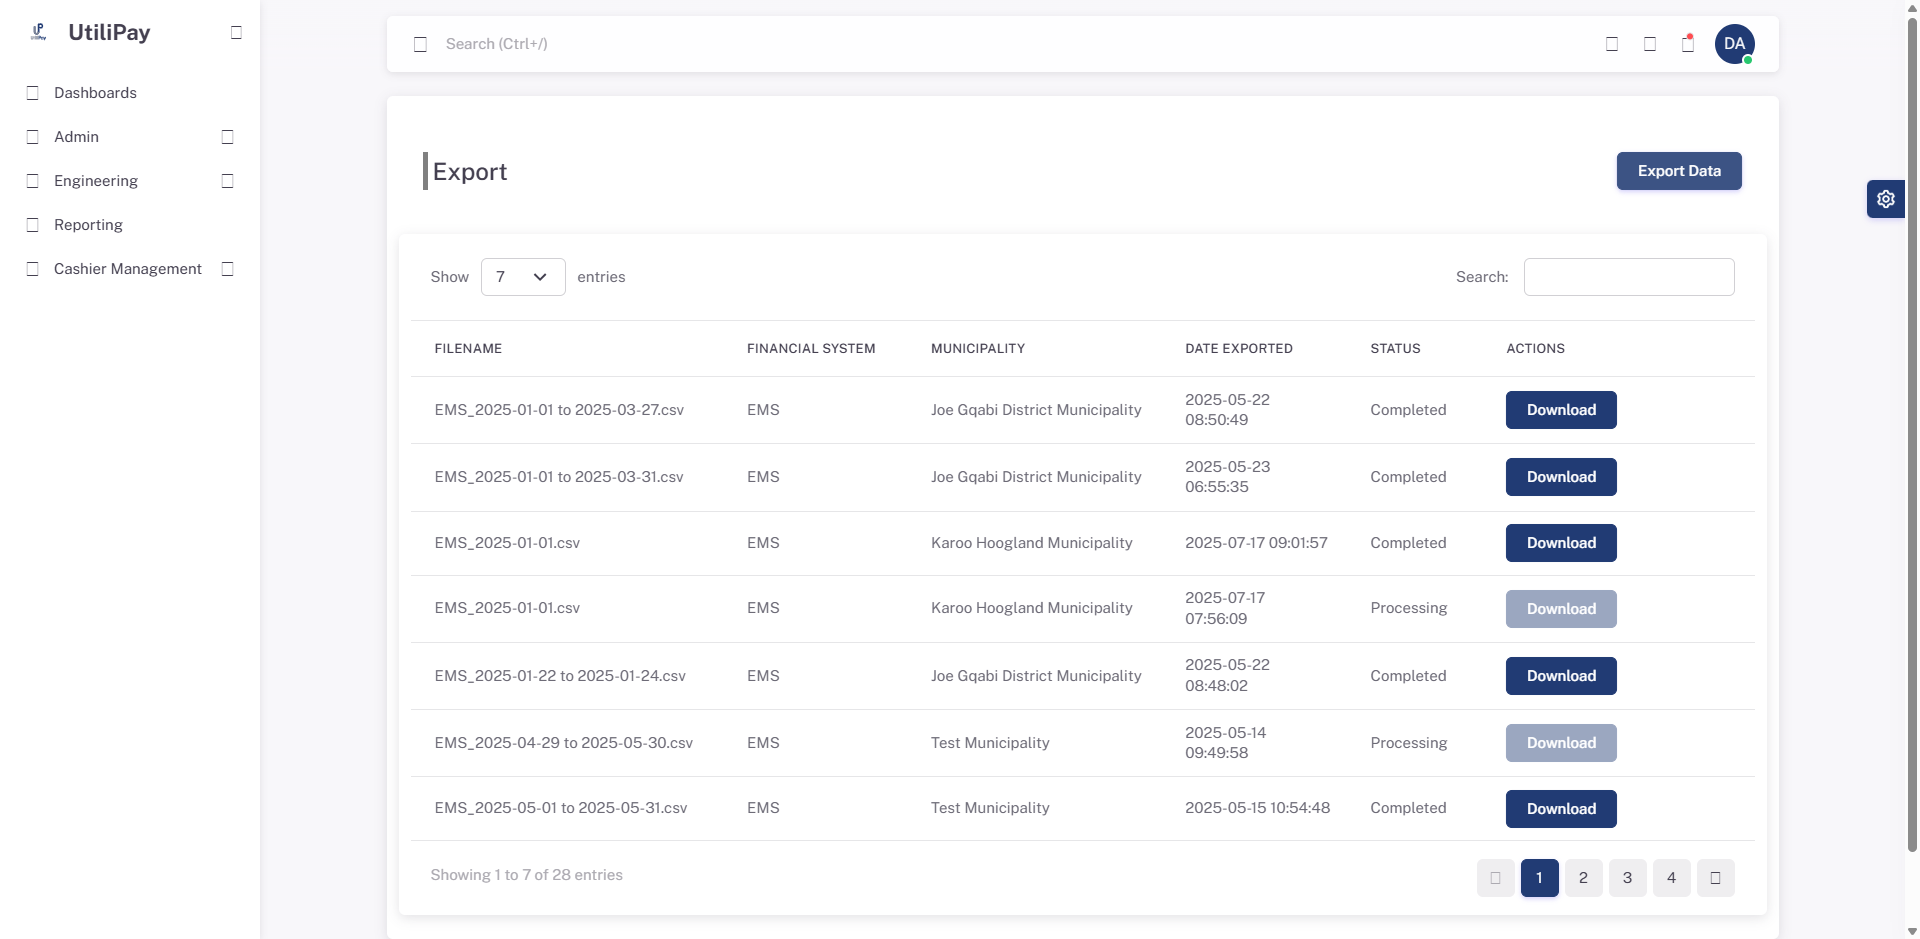 UtiliPay
Dashboards
Admin
Engineering
Reporting
Cashier Management
Search (Ctrl+/)
DA
Export
Export Data
Show 7 entries
Search:
FILENAME FINANCIAL SYSTEM MUNICIPALITY DATE EXPORTED STATUS ACTIONS
EMS_2025-01-01 to 2025-03-27.csv EMS Joe Gqabi District Municipality 2025-05-22 08:50:49 Completed Download
EMS_2025-01-01 to 2025-03-31.csv EMS Joe Gqabi District Municipality 2025-05-23 06:55:35 Completed Download
EMS_2025-01-01.csv EMS Karoo Hoogland Municipality 2025-07-17 09:01:57 Completed Download
EMS_2025-01-01.csv EMS Karoo Hoogland Municipality 2025-07-17 07:56:09 Processing Download
EMS_2025-01-22 to 2025-01-24.csv EMS Joe Gqabi District Municipality 2025-05-22 08:48:02 Completed Download
EMS_2025-04-29 to 2025-05-30.csv EMS Test Municipality 2025-05-14 09:49:58 Processing Download
EMS_2025-05-01 to 2025-05-31.csv EMS Test Municipality 2025-05-15 10:54:48 Completed Download
Showing 1 to 7 of 28 entries
1 2 3 4